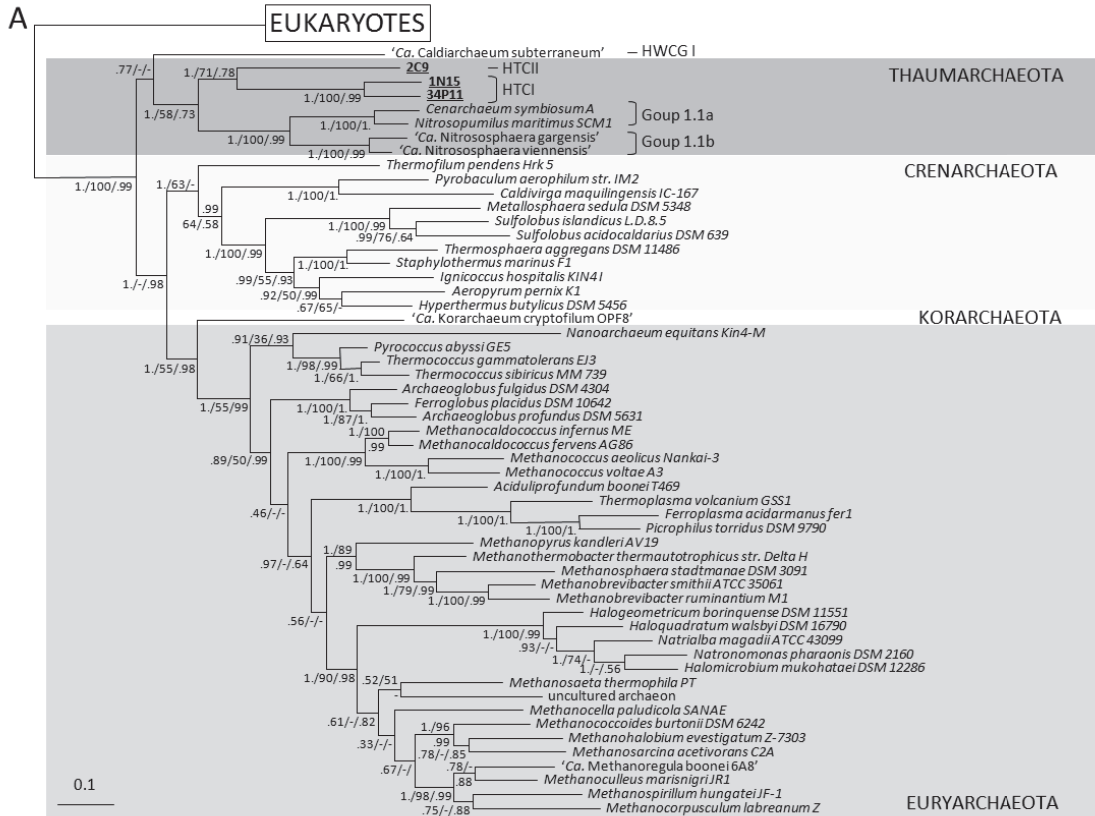 A
EUKARYOTES
'Ca. Caldiarchaeum subterraneum' – HWCG I
.77/-/-
THAUMARCHAEOTA
2C9 – HTCII
1./71/.78
1N15
HTCI
1./100/.99
34P11
1./58/.73
Cenarchaeum symbiosum A
Goup 1.1a
1./100/1.
Nitrosopumilus maritimus SCM1
1./100/.99
'Ca. Nitrososphaera gargensis'
Goup 1.1b
1./100/.99
'Ca. Nitrososphaera viennensis'
Thermofilum pendens Hrk 5
CRENARCHAEOTA
1./100/.99
1./63/-
Pyrobaculum aerophilum str. IM2
1./100/1.
Caldivirga maquilingensis IC-167
.99
64/.58
Metallosphaera sedula DSM 5348
1./100/.99
Sulfolobus islandicus L.D.8.5
.99/76/.64
Sulfolobus acidocaldarius DSM 639
1./100/.99
Thermosphaera aggregans DSM 11486
1./100/1.
Staphylothermus marinus F1
1./-/.98
.99/55/.93
Ignicoccus hospitalis KIN4 I
.92/50/.99
Aeropyrum pernix K1
.67/65/-
Hyperthermus butylicus DSM 5456
'Ca. Korarchaeum cryptofilum OPF8'
KORARCHAEOTA
Nanoarchaeum equitans Kin4-M
.91/36/.93
Pyrococcus abyssi GE5
1./98/.99
Thermococcus gammatolerans EJ3
1./55/.98
1./66/1.
Thermococcus sibiricus MM 739
Archaeoglobus fulgidus DSM 4304
1./55/99
1./100/1.
Ferroglobus placidus DSM 10642
1./87/1.
Archaeoglobus profundus DSM 5631
1./100
.99
Methanocaldococcus infernus ME
Methanocaldococcus fervens AG86
.89/50/.99
1./100/.99
Methanococcus aeolicus Nankai-3
1./100/1.
Methanococcus voltae A3
Aciduliprofundum boonei T469
.46/-/-
1./100/1.
Thermoplasma volcanium GSS1
1./100/1.
Ferroplasma acidarmanus fer1
1./100/1.
Picrophilus torridus DSM 9790
Methanopyrus kandleri AV19
1./89
.99
.97/-/.64
Methanothermobacter thermautotrophicus str. Delta H
1./100/.99
Methanosphaera stadtmanae DSM 3091
1./79/.99
Methanobrevibacter smithii ATCC 35061
1./100/.99
Methanobrevibacter ruminantium M1
.56/-/-
Halogeometricum borinquense DSM 11551
1./100/.99
Haloquadratum walsbyi DSM 16790
.93/-/-
Natrialba magadii ATCC 43099
1./74/-
Natronomonas pharaonis DSM 2160
1./-/.56
Halomicrobium mukohataei DSM 12286
1./90/.98
.52/51
-
Methanosaeta thermophila PT
uncultured archaeon
.61/-/.82
Methanocella paludicola SANAE
.33/-/-
1./96
.99
Methanococcoides burtonii DSM 6242
Methanohalobium evestigatum Z-7303
.78/-/.85
Methanosarcina acetivorans C2A
.67/-/
.78/-
.88
'Ca. Methanoregula boonei 6A8'
Methanoculleus marisnigri JR1
1./98/.99
Methanospirillum hungatei JF-1
.75/-/.88
Methanocorpusculum labreanum Z
0.1
EURYARCHAEOTA